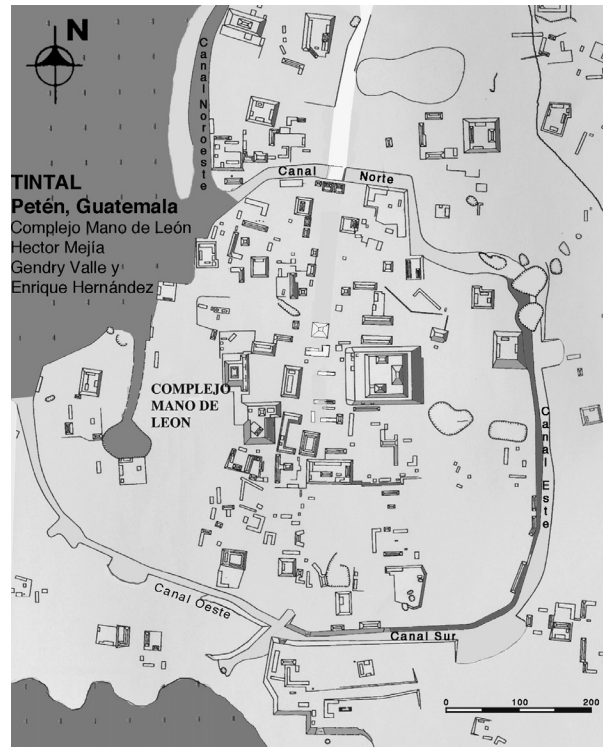 N
TINTAL
Petén, Guatemala
Complejo Mano de León
Hector Mejía
Gendry Valle y
Enrique Hernández
Canal Noroeste
Canal Norte
COMPLEJO
MANO DE
LEON
Canal Este
Canal Oeste
Canal Sur
0 100 200